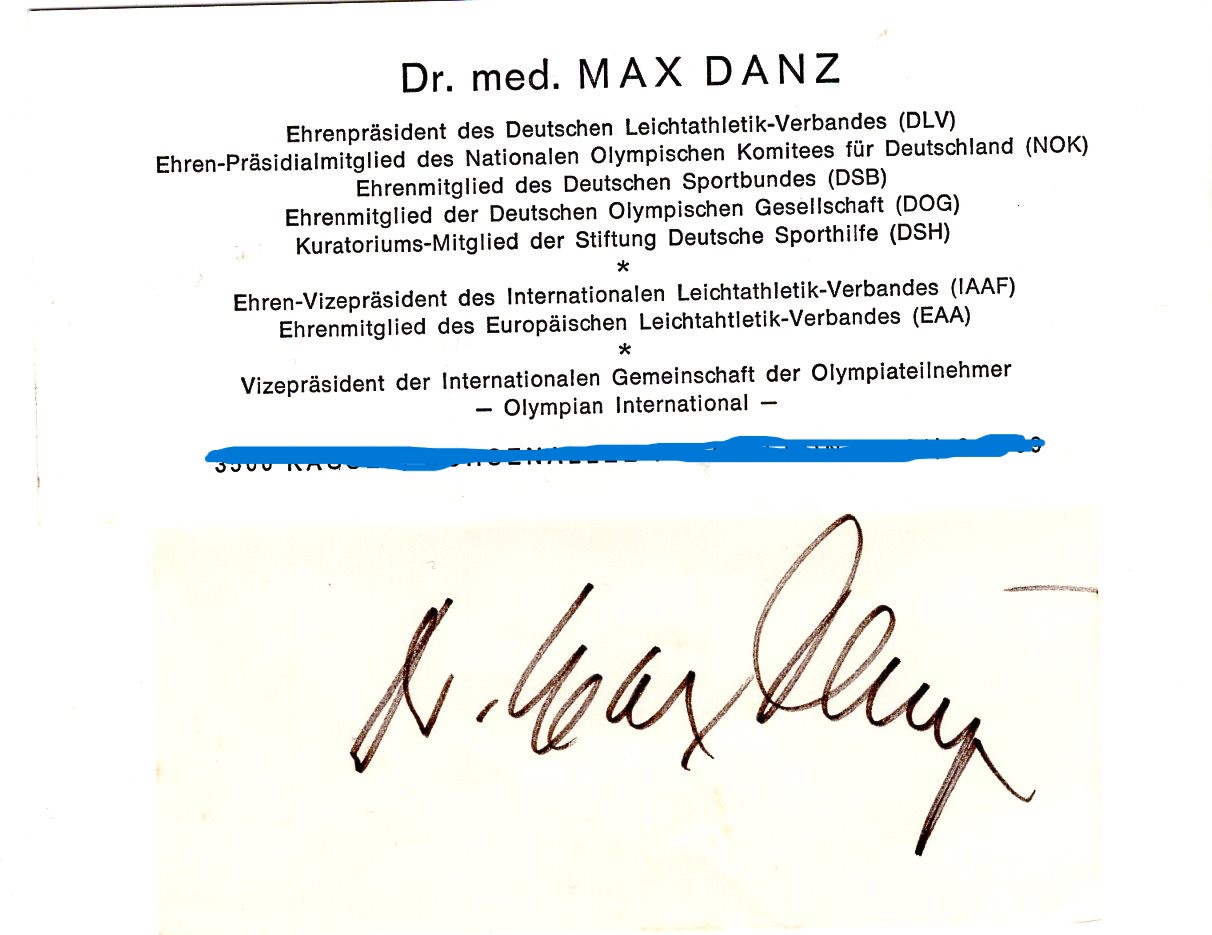 Dr. med. MAX DANZ
Ehrenpräsident des Deutschen Leichtathletik-Verbandes (DLV)
Ehren-Präsidialmitglied des Nationalen Olympischen Komitees für Deutschland (NOK)
Ehrenmitglied des Deutschen Sportbundes (DSB)
Ehrenmitglied der Deutschen Olympischen Gesellschaft (DOG)
Kuratoriums-Mitglied der Stiftung Deutsche Sporthilfe (DSH)
*
Ehren-Vizepräsident des Internationalen Leichtathletik-Verbandes (IAAF)
Ehrenmitglied des Europäischen Leichtahtletik-Verbandes (EAA)
*
Vizepräsident der Internationalen Gemeinschaft der Olympiateilnehmer
— Olympian International —
Dr. Max Danz